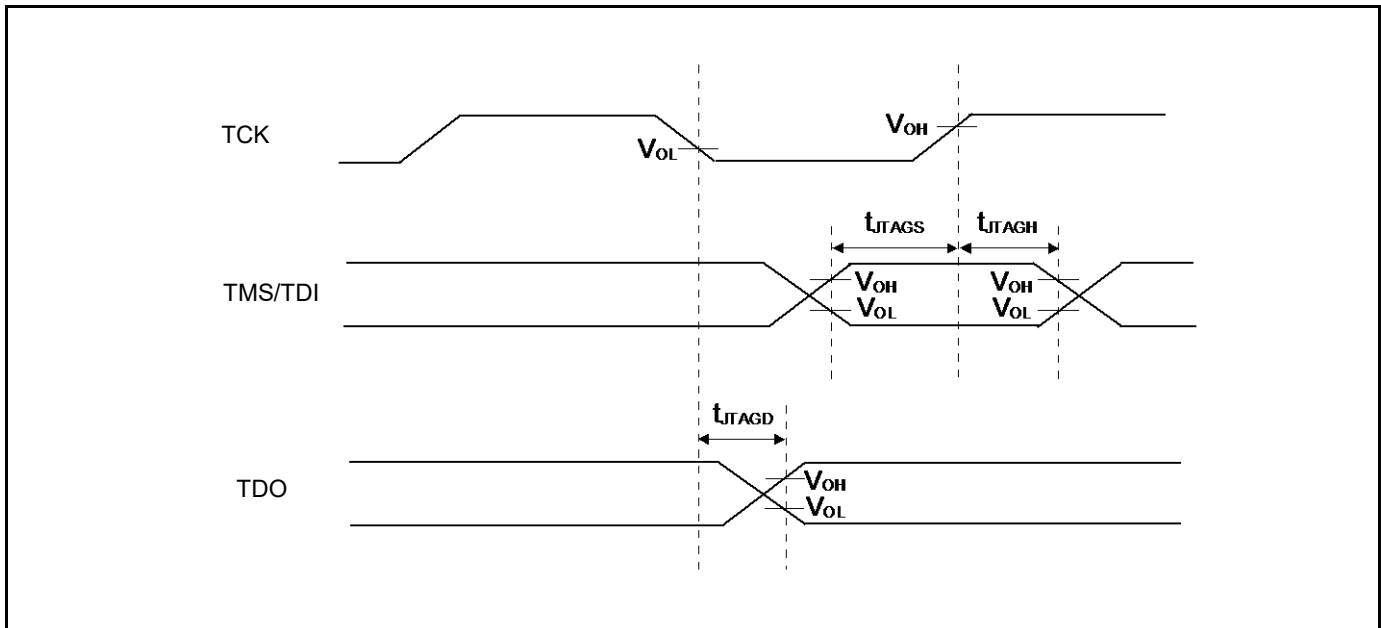 TCK
VOL
VOH
tJTAGS
tJTAGH
TMS/TDI
VOH
VOH
VOL
VOL
tJTAGD
TDO
VOH
VOL